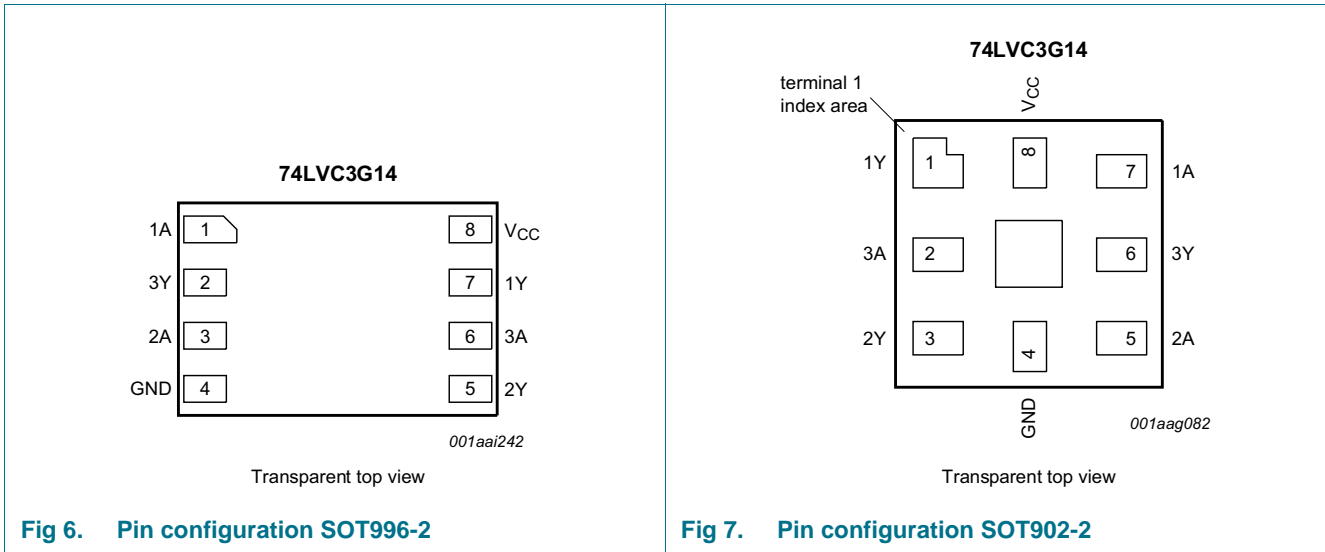 74LVC3G14
1A 1 8 VCC
3Y 2 7 1Y
2A 3 6 3A
GND 4 5 2Y
001aai242
Transparent top view
Fig 6. Pin configuration SOT996-2
74LVC3G14
terminal 1
index area
VCC
1Y 1 8 7 1A
3A 2 6 3Y
2Y 3 4 5 2A
GND
001aag082
Transparent top view
Fig 7. Pin configuration SOT902-2